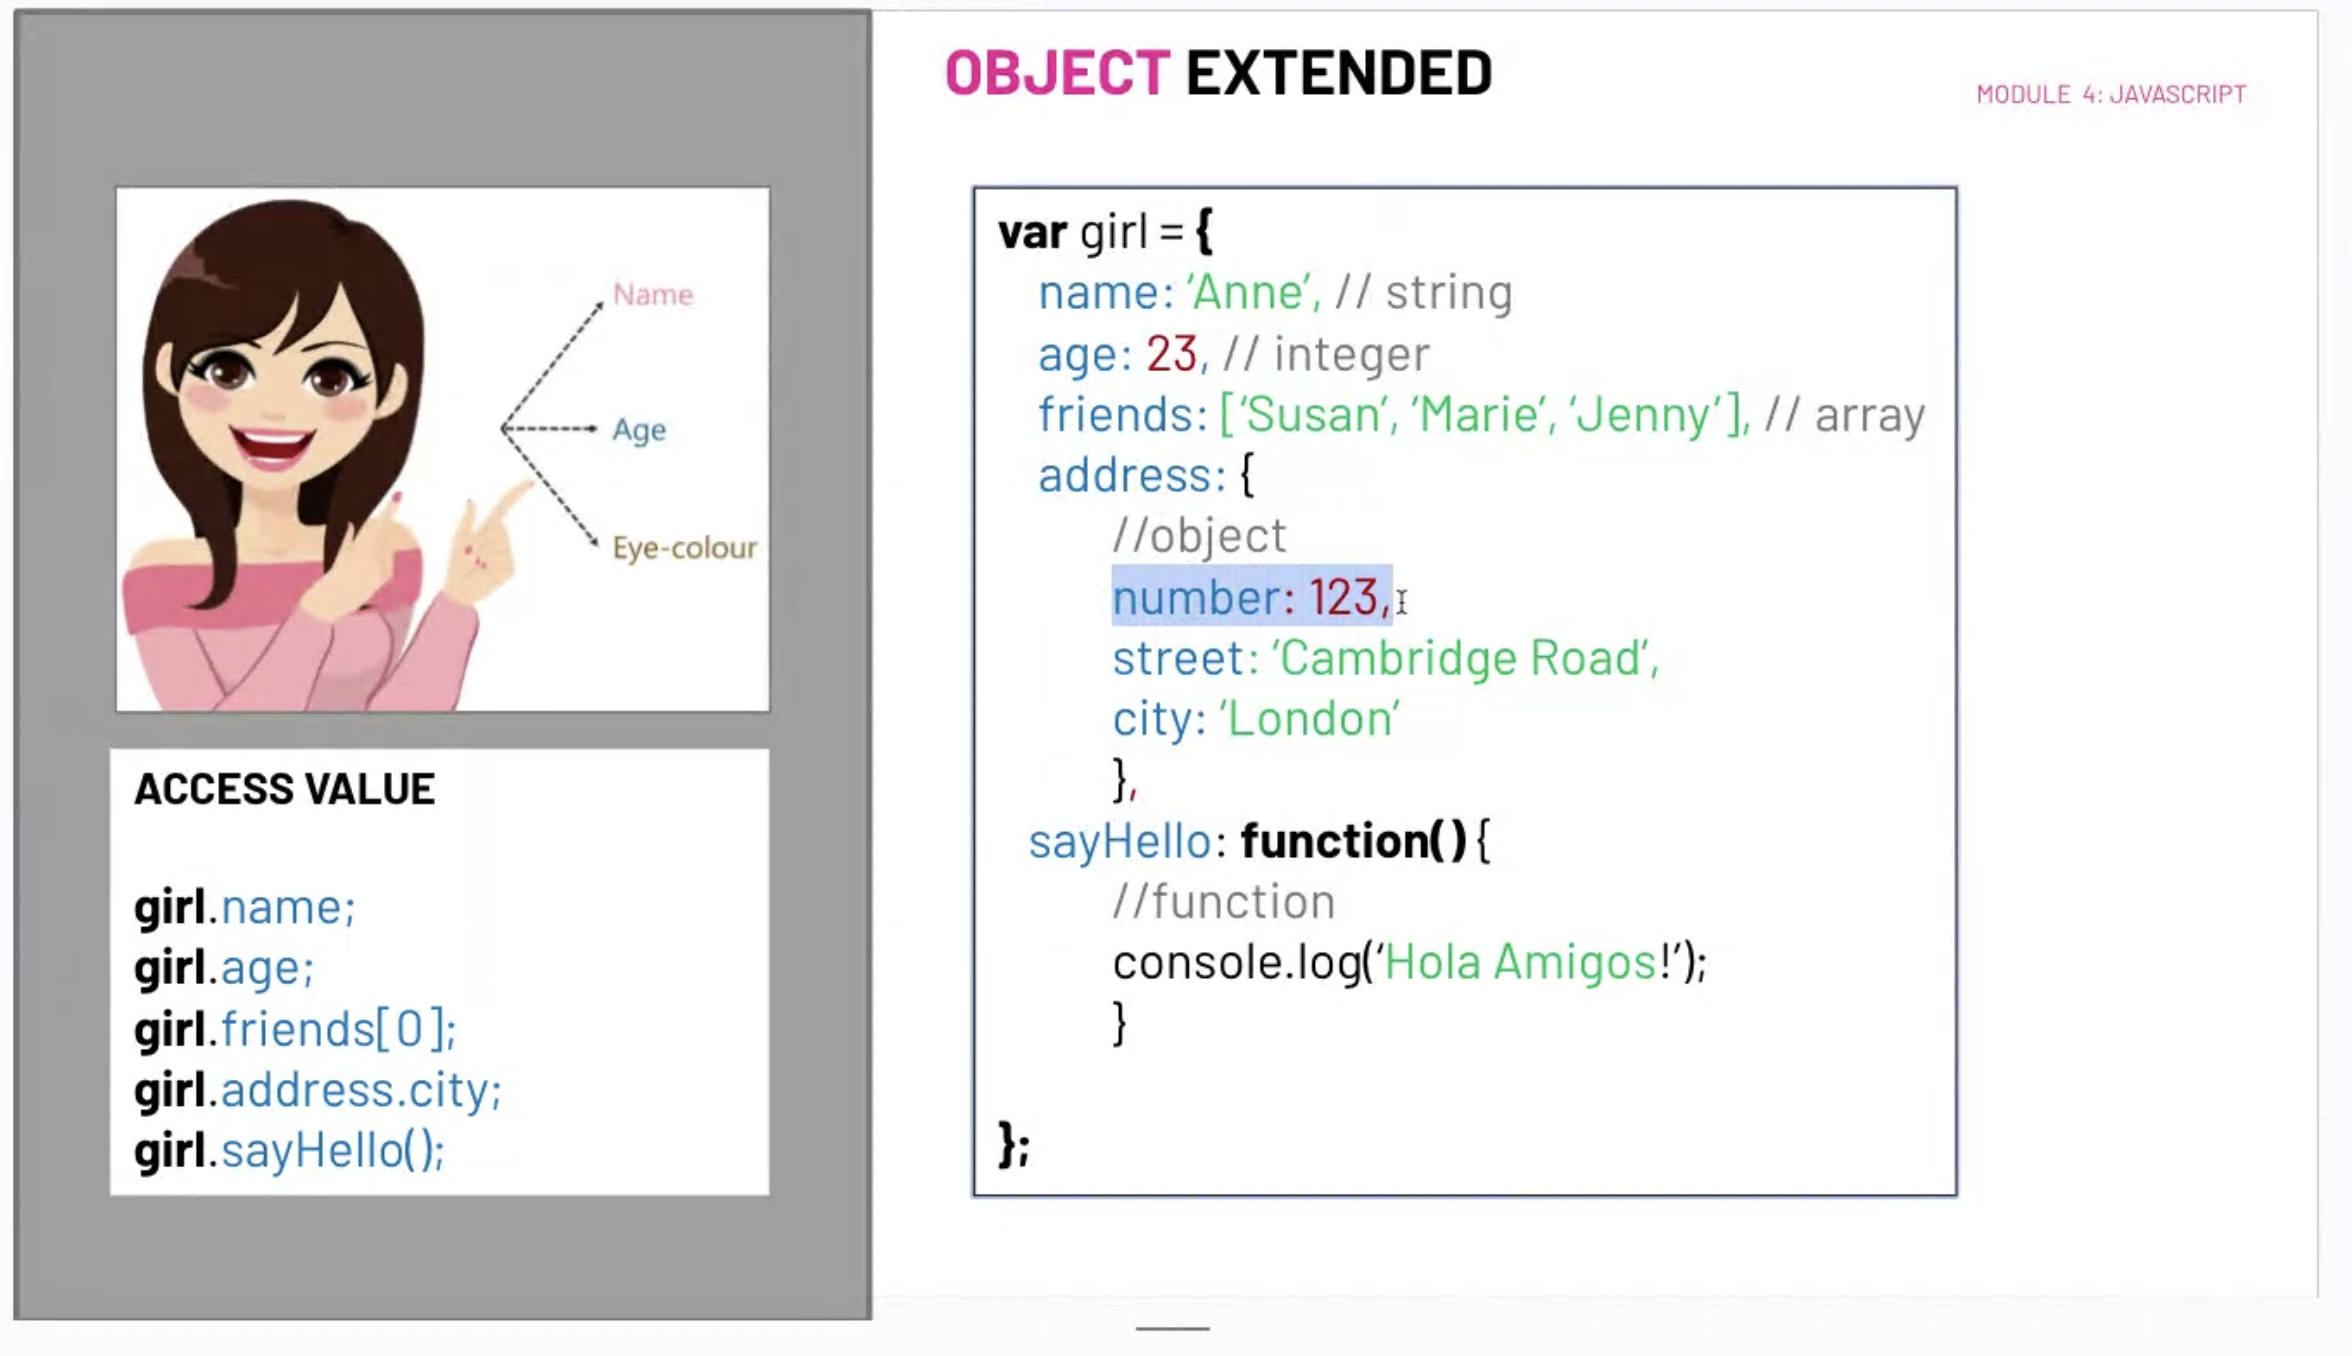 OBJECT EXTENDED
MODULE 4: JAVASCRIPT
Name
Age
Eye-colour
ACCESS VALUE
girl.name;
girl.age;
girl.friends[0];
girl.address.city;
girl.sayHello();
var girl = {
name: ‘Anne’, // string
age: 23, // integer
friends: [‘Susan’, ‘Marie’, ‘Jenny’], // array
address: {
//object
number: 123,
street: ‘Cambridge Road’,
city: ‘London’
},
sayHello: function() {
//function
console.log(‘Hola Amigos!’);
}
};